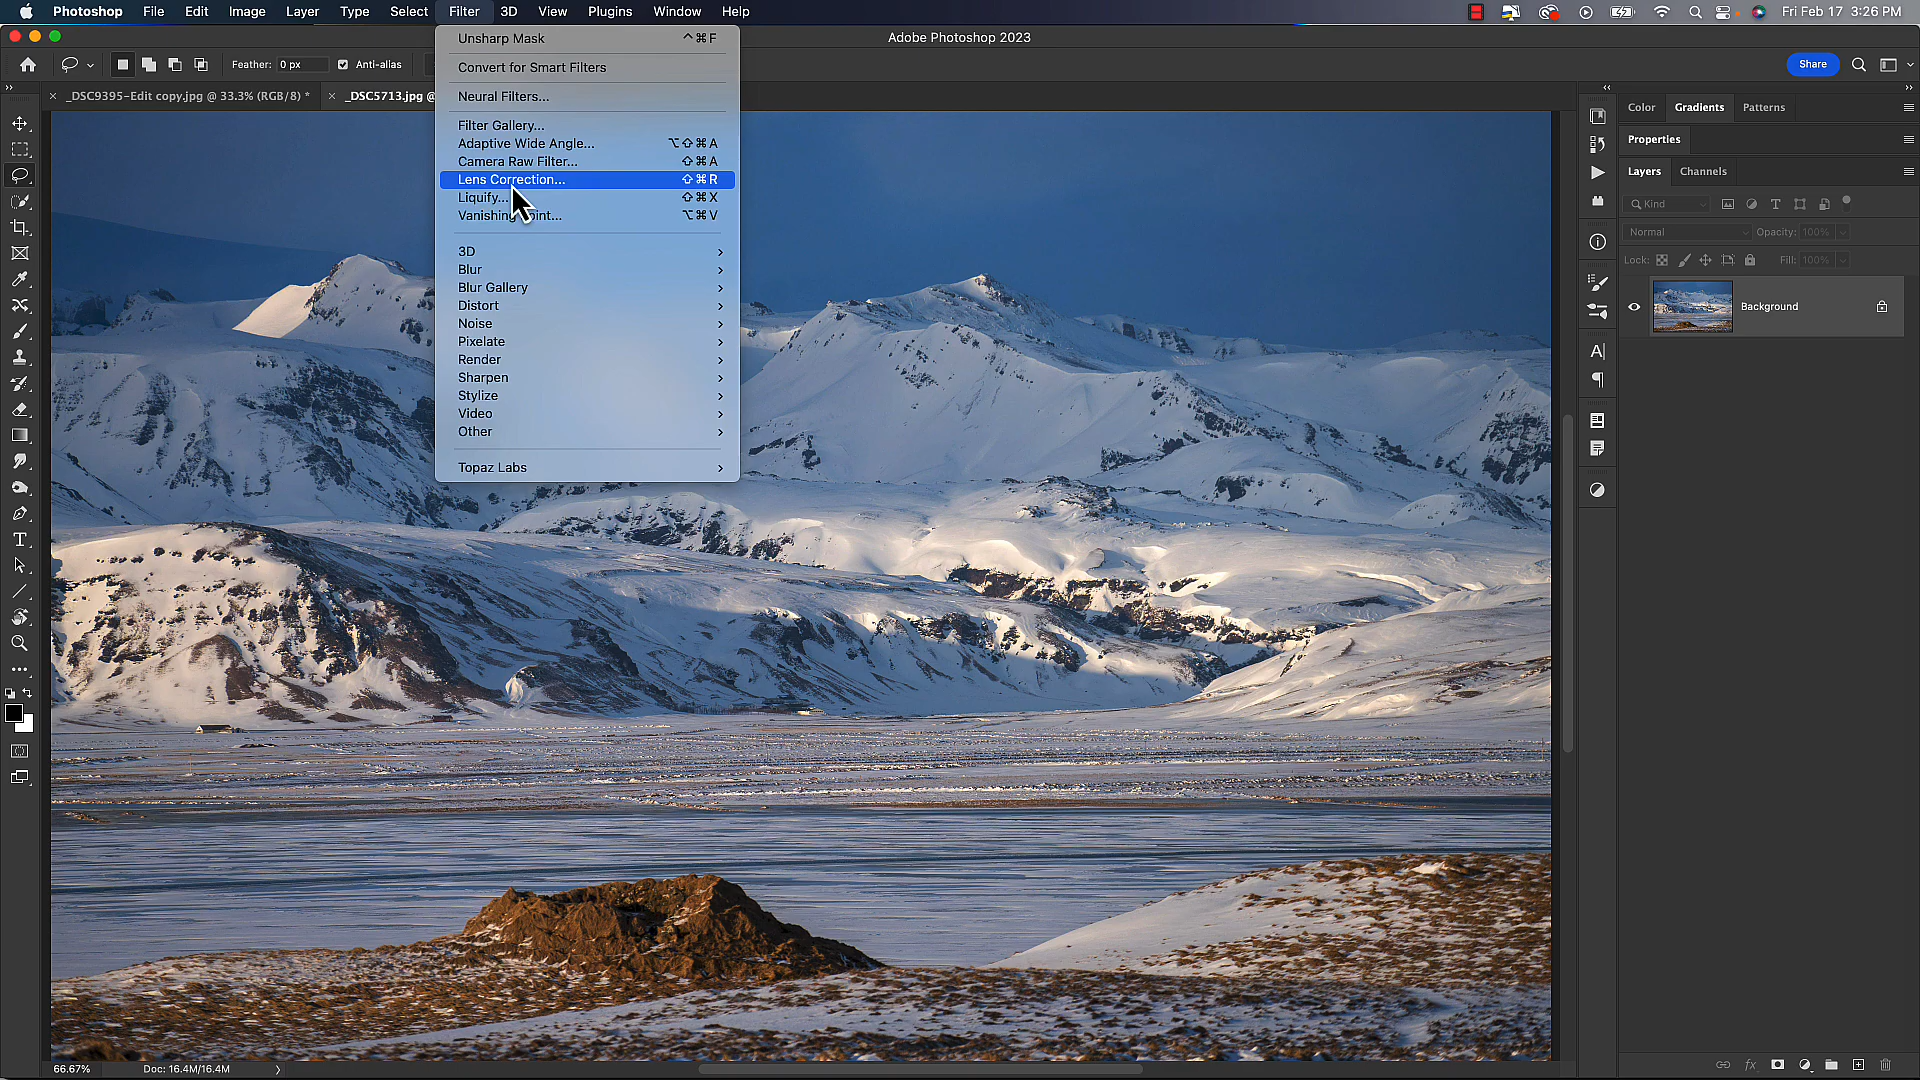 Photoshop File Edit Image Layer Type Select Filter 3D View Plugins Window Help Fri Feb 17 3:26 PM
Adobe Photoshop 2023
Feather: 0 px Anti-alias Share
_DSC9395-Edit copy.jpg @ 33.3% (RGB/8) * _DSC5713.jpg @
Unsharp Mask ^⌘F
Convert for Smart Filters
Neural Filters...
Filter Gallery...
Adaptive Wide Angle... ⌥⇧⌘A
Camera Raw Filter... ⇧⌘A
Lens Correction... ⇧⌘R
Liquify... ⇧⌘X
Vanishing Point... ⌥⌘V
3D
Blur
Blur Gallery
Distort
Noise
Pixelate
Render
Sharpen
Stylize
Video
Other
Topaz Labs
Color Gradients Patterns
Properties
Layers Channels
Kind
Normal Opacity: 100%
Lock: Fill: 100%
Background
66.67% Doc: 16.4M/16.4M